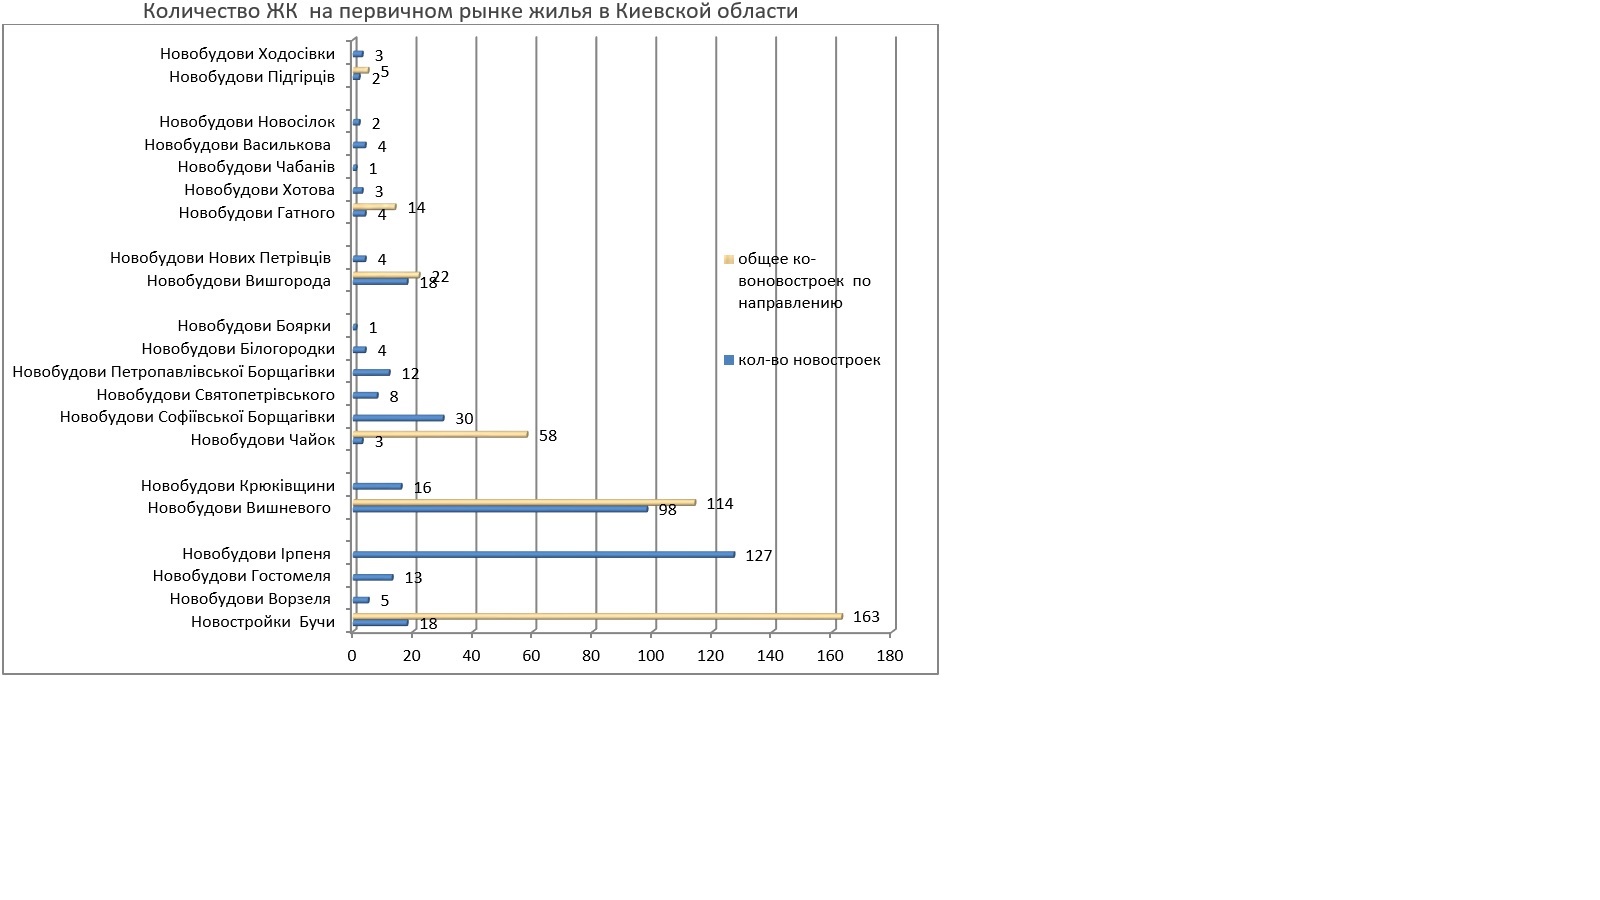 Количество ЖК  на первичном рынке жилья в Киевской области
Новобудови Ходосівки 3
5
Новобудови Підгірців 2
Новобудови Новосілок 2
Новобудови Василькова 4
Новобудови Чабанів 1
Новобудови Хотова 3
14
Новобудови Гатного 4
Новобудови Нових Петрівців 4
22
Новобудови Вишгорода 18
Новобудови Боярки 1
Новобудови Білогородки 4
Новобудови Петропавлівської Борщагівки 12
Новобудови Святопетрівського 8
Новобудови Софіївської Борщагівки 30
58
Новобудови Чайок 3
Новобудови Крюківщини 16
114
Новобудови Вишневого 98
Новобудови Ірпеня 127
Новобудови Гостомеля 13
Новобудови Ворзеля 5
163
Новостройки  Бучи 18
0 20 40 60 80 100 120 140 160 180
общее ко-
воновостроек  по
направлению
кол-во новостроек